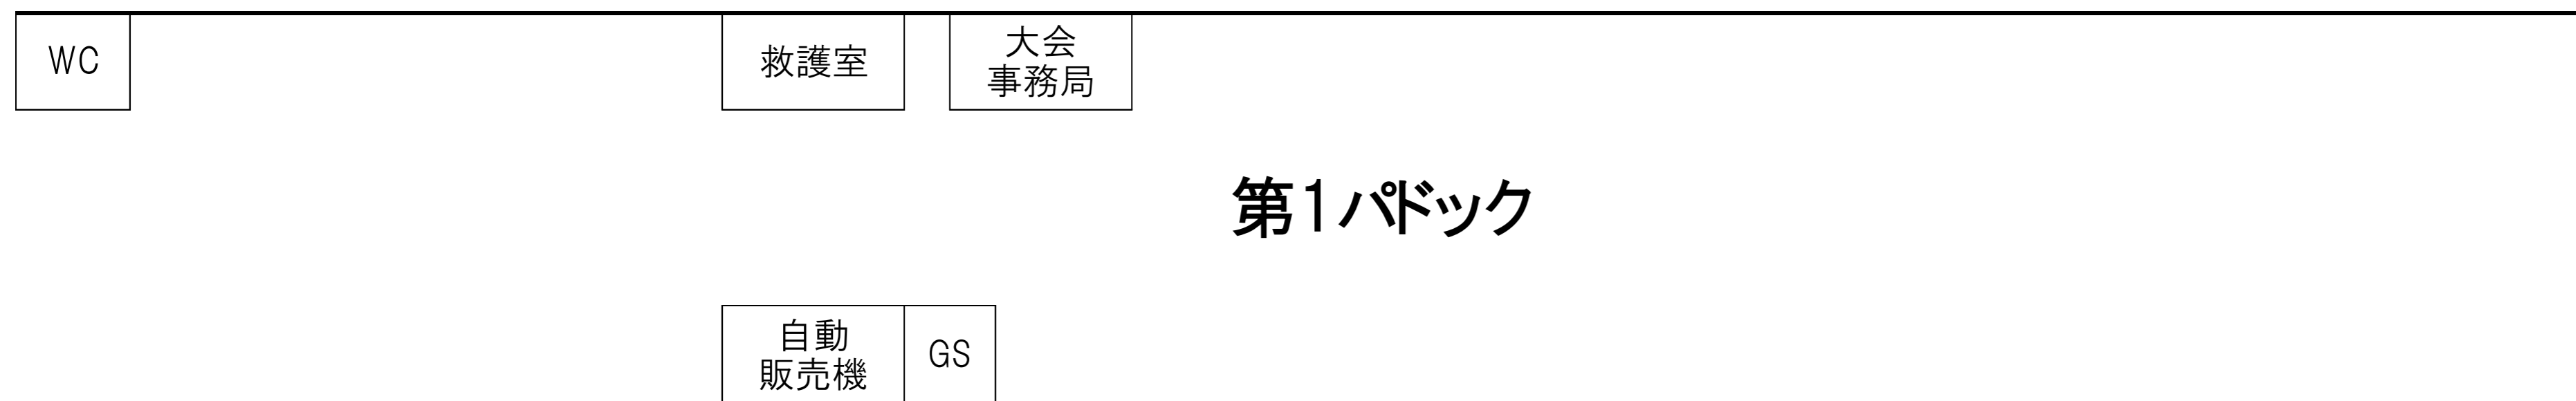 WC
救護室
大会
事務局
第1パドック
自動
販売機
GS